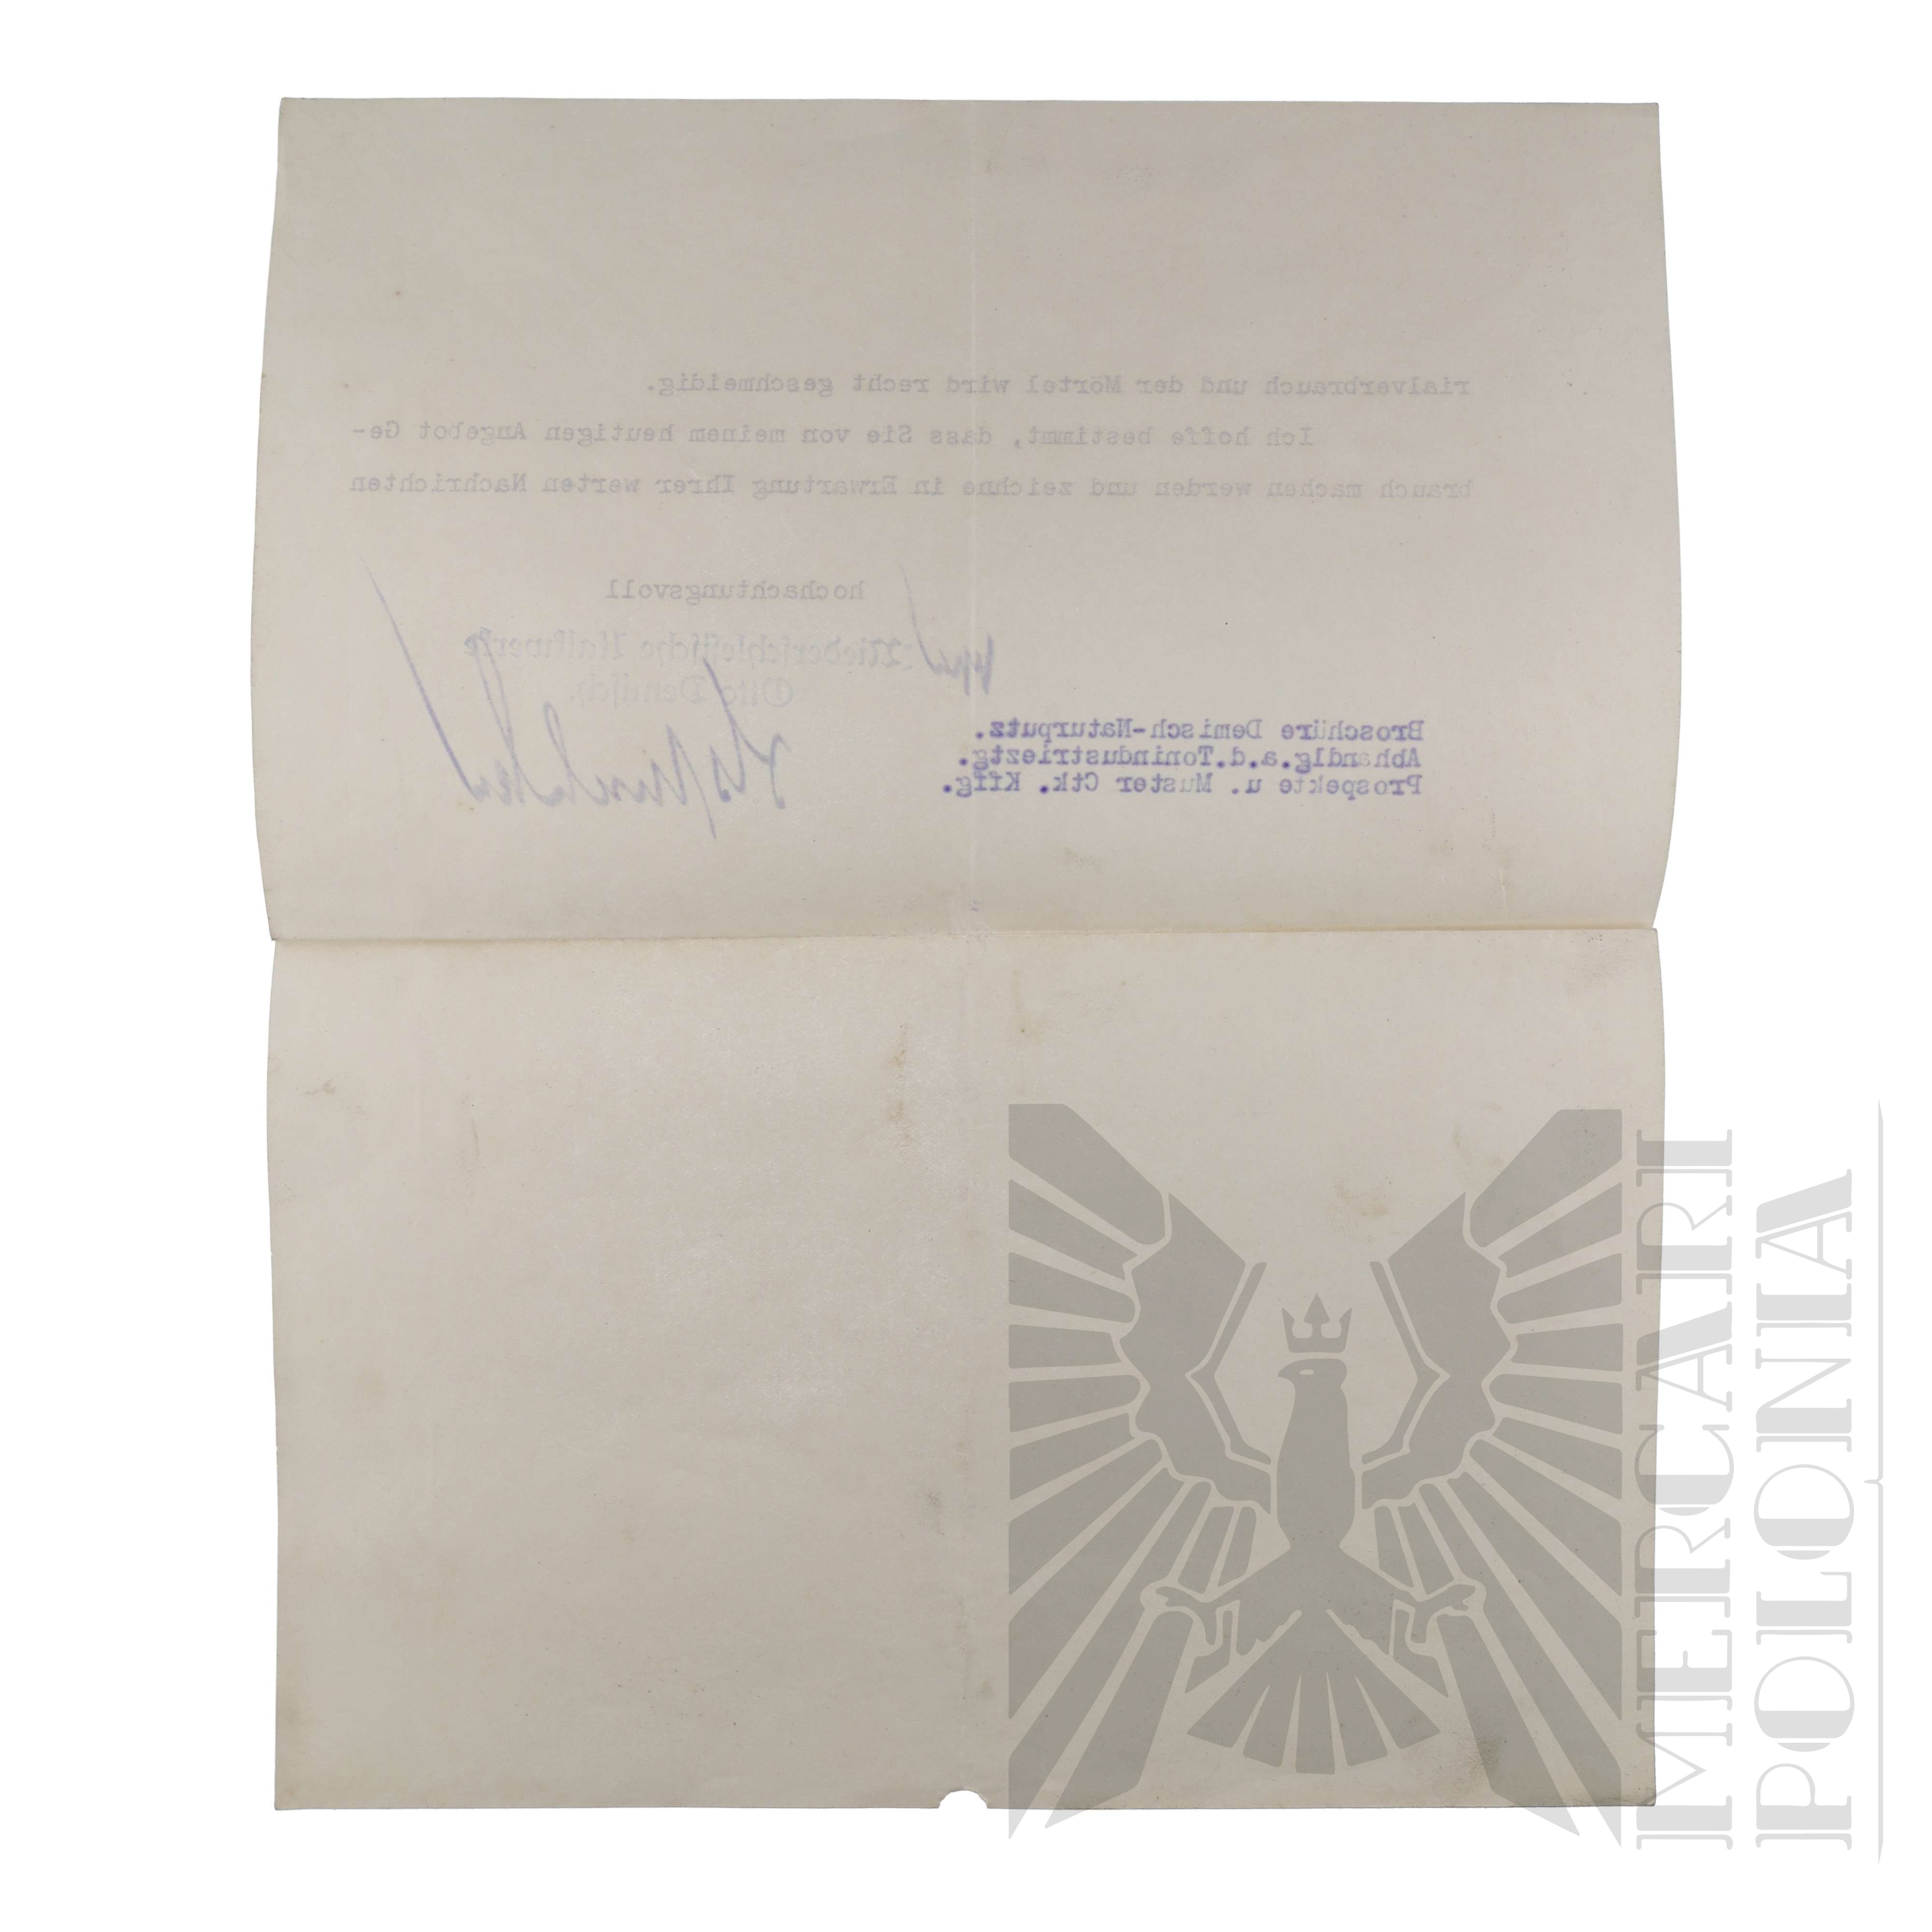 rialverbrauch und der Mörtel wird recht geschmeidig.
Ich hoffe bestimmt, dass Sie von meinem heutigen Angebot Ge-
brauch machen werden und zeichne in Erwartung Ihrer werten Nachrichten
hochachtungsvoll
Niederschlesische Kalkwerke
Otto Demisch
Broschüre Demisch-Naturputz.
Abhandlg.a.d.Tonindustrieztg.
Prospekte u. Muster Ctk. Kffg.
MERCARI
POLONIA